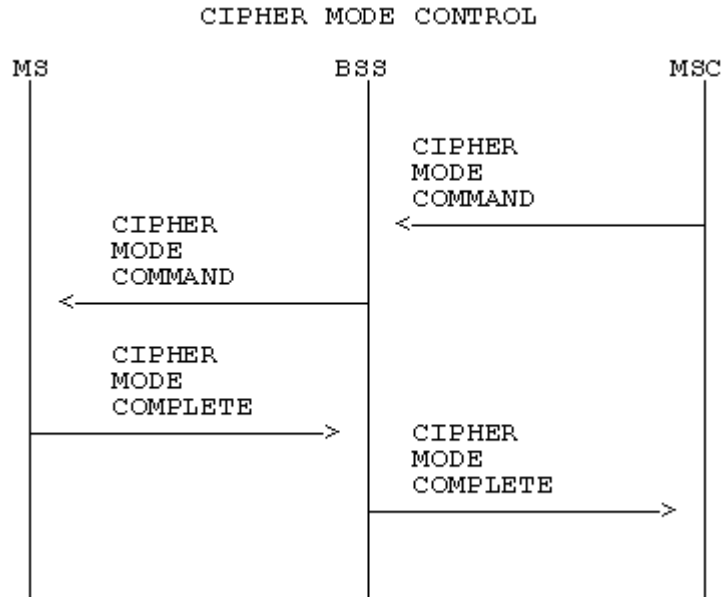 CIPHER MODE CONTROL
MS BSS MSC
CIPHER
MODE
COMMAND
CIPHER
MODE
COMMAND
CIPHER
MODE
COMPLETE
CIPHER
MODE
COMPLETE